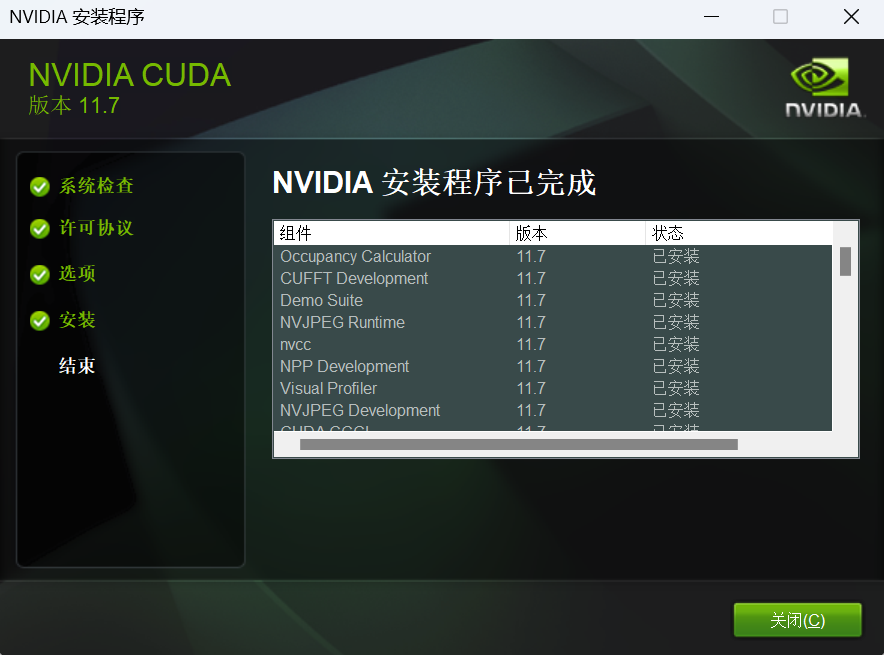 NVIDIA 安装程序
NVIDIA CUDA
版本 11.7
NVIDIA.
系统检查
许可协议
选项
安装
结束
NVIDIA 安装程序已完成
组件 版本 状态
Occupancy Calculator 11.7 已安装
CUFFT Development 11.7 已安装
Demo Suite 11.7 已安装
NVJPEG Runtime 11.7 已安装
nvcc 11.7 已安装
NPP Development 11.7 已安装
Visual Profiler 11.7 已安装
NVJPEG Development 11.7 已安装
11.7 已安装
关闭(C)